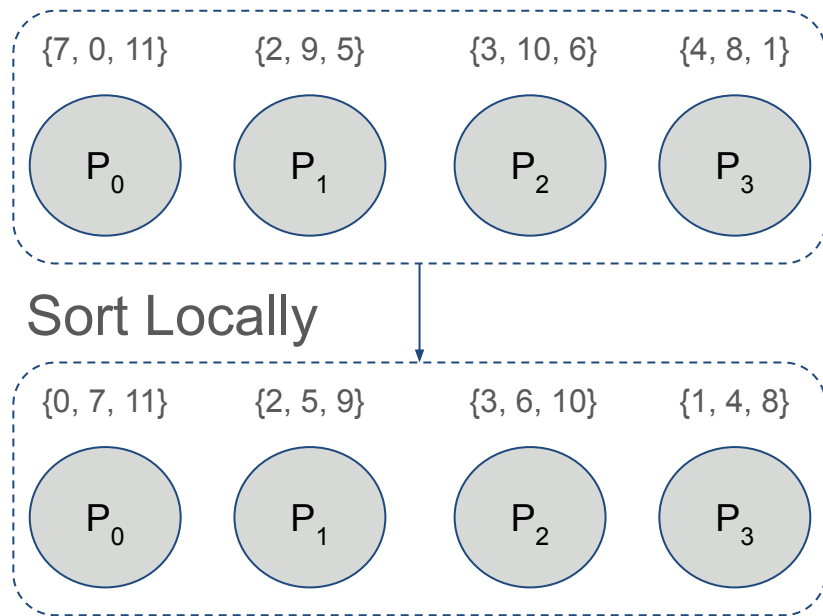 {7, 0, 11} {2, 9, 5} {3, 10, 6} {4, 8, 1}
P0 P1 P2 P3
Sort Locally
{0, 7, 11} {2, 5, 9} {3, 6, 10} {1, 4, 8}
P0 P1 P2 P3